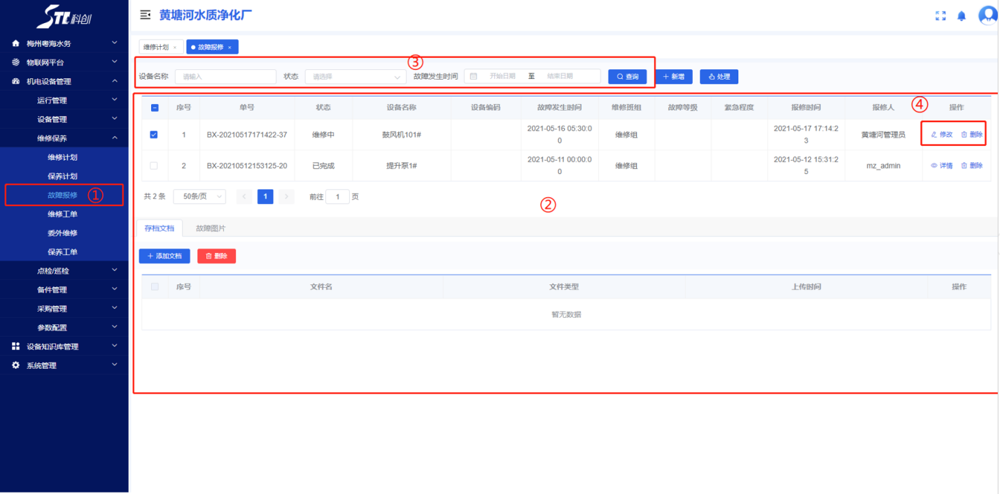 STC科创
黄塘河水质净化厂
梅州粤海水务
物联网平台
机电设备管理
运行管理
设备管理
维修保养
维修计划
保养计划
故障报修 ①
维修工单
委外维修
保养工单
点检/巡检
备件管理
采购管理
参数配置
设备知识库管理
系统管理
维修计划 × 故障报修 ×
③
设备名称 请输入 状态 请选择 故障发生时间 开始日期 至 结束日期 查询 + 新增 处理
④
序号 单号 状态 设备名称 设备编码 故障发生时间 维修班组 故障等级 紧急程度 报修时间 报修人 操作
1 BX-20210517171422-37 维修中 鼓风机101# 2021-05-16 05:30:0 维修组 2021-05-17 17:14:2 黄塘河管理员 修改 删除
0 3
2 BX-20210512153125-20 已完成 提升泵1# 2021-05-11 00:00:0 维修组 2021-05-12 15:31:2 mz_admin 详情 删除
0 5
共 2 条 50条/页 < 1 > 前往 1 页
②
存档文档 故障图片
+ 添加文档 删除
序号 文件名 文件类型 上传时间 操作
暂无数据